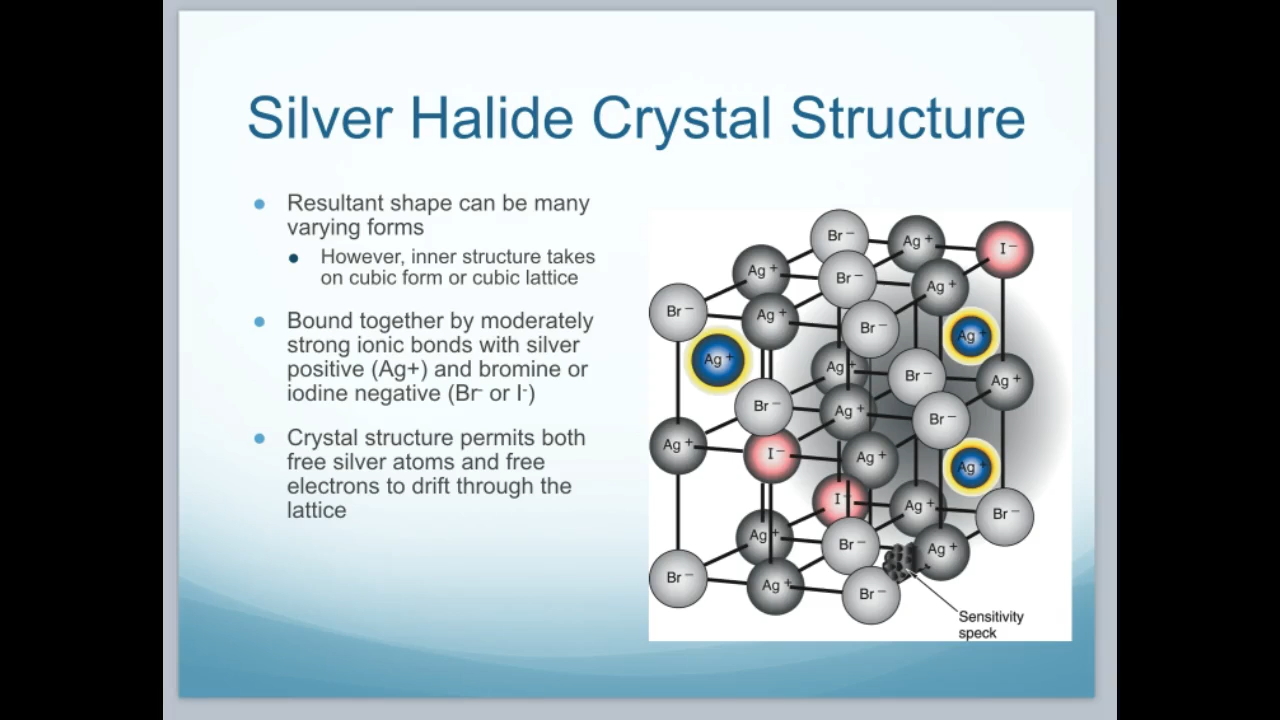 Silver Halide Crystal Structure
Resultant shape can be many
varying forms
However, inner structure takes
on cubic form or cubic lattice
Bound together by moderately
strong ionic bonds with silver
positive (Ag+) and bromine or
iodine negative (Br⁻ or I⁻)
Crystal structure permits both
free silver atoms and free
electrons to drift through the
lattice
Br⁻ Ag⁺ I⁻
Ag⁺ Br⁻ Ag⁺
Br⁻ Ag⁺ Br⁻ Ag⁺
Ag⁺ Ag⁺ Br⁻ Ag⁺
Br⁻ Ag⁺ Br⁻
Ag⁺ I⁻ Ag⁺ Ag⁺
I⁻ Ag⁺ Br⁻
Ag⁺ Br⁻ Ag⁺
Br⁻ Ag⁺ Br⁻
Sensitivity
speck